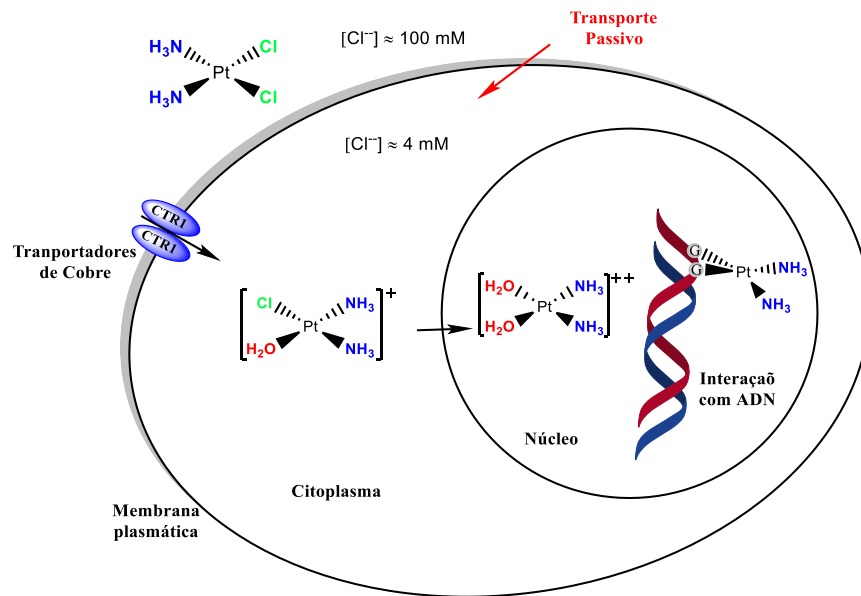 Transporte
Passivo
[Cl⁻⁻] ≈ 100 mM
H₃N Cl
Pt
H₃N Cl
[Cl⁻⁻] ≈ 4 mM
CTR1
CTR1
Tranportadores
de Cobre
[ Cl NH₃ ]+
Pt
H₂O NH₃
[ H₂O NH₃ ]++
Pt
H₂O NH₃
G
G Pt NH₃
NH₃
Interaçaõ
com ADN
Núcleo
Citoplasma
Membrana
plasmática